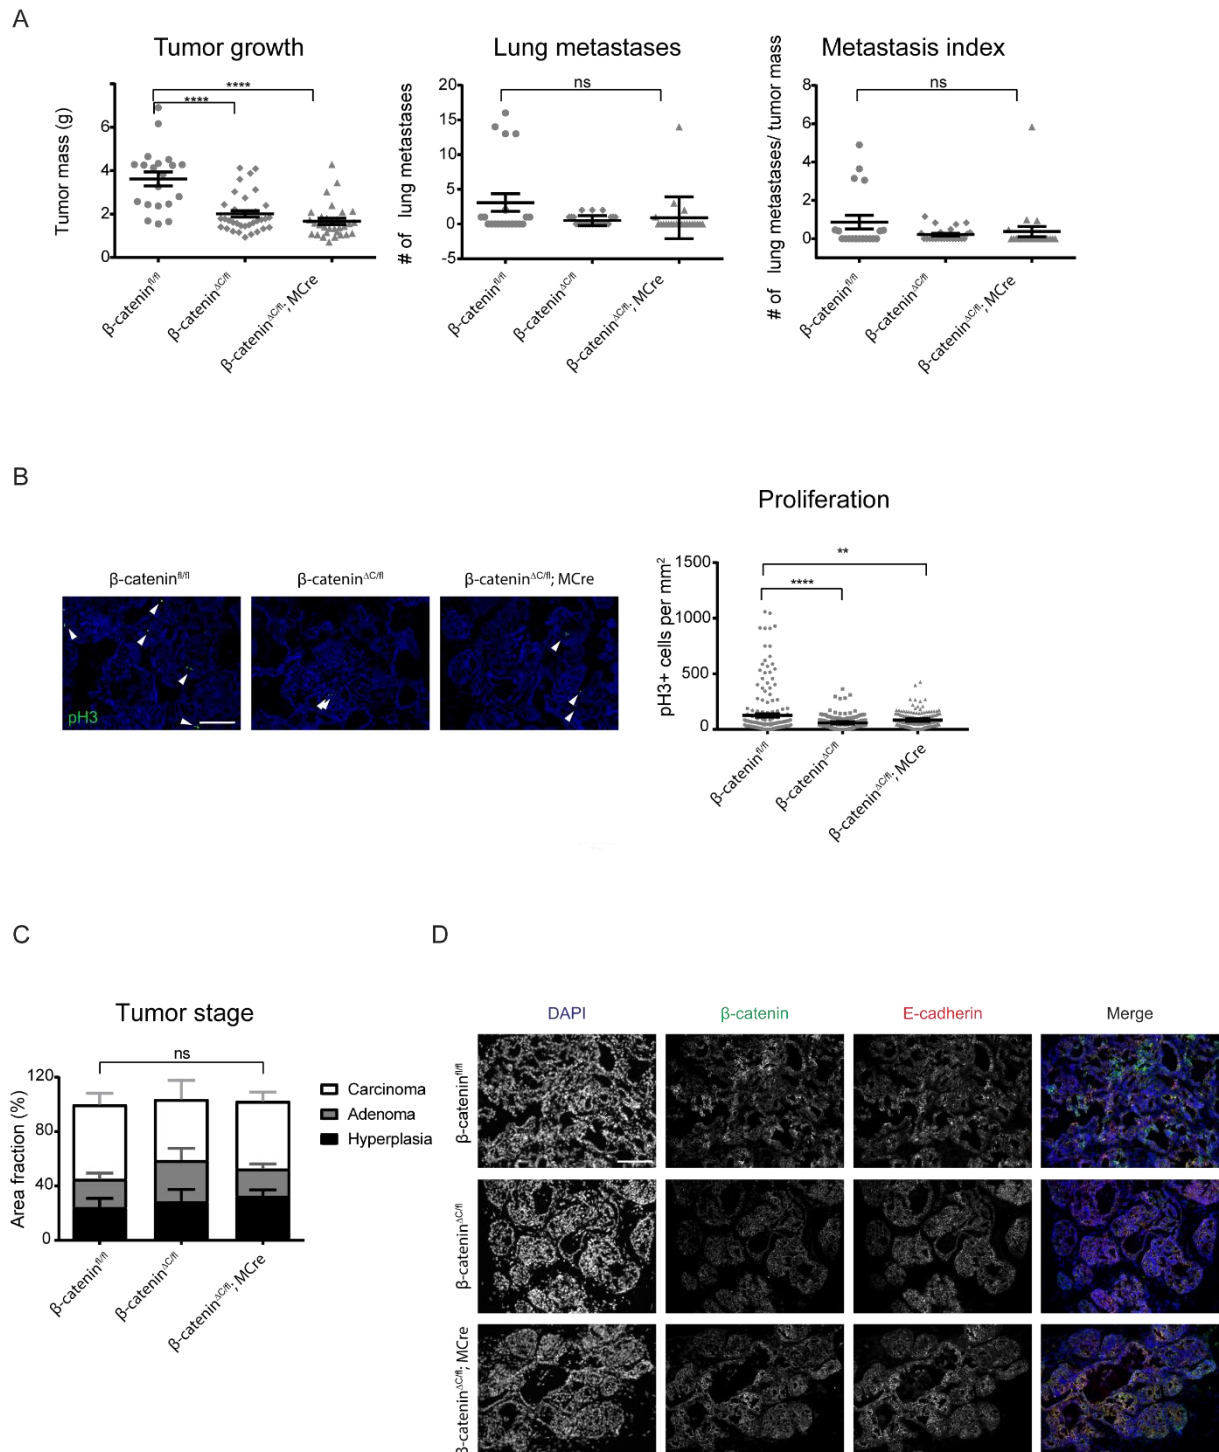 A
Tumor growth
Lung metastases
Metastasis index
Tumor mass (g)
0
2
4
6
8
****
****
β-catenin^fl/fl
β-catenin^ΔC/fl
β-catenin^ΔC/fl; MCre
# of lung metastases
-5
0
5
10
15
20
ns
β-catenin^fl/fl
β-catenin^ΔC/fl
β-catenin^ΔC/fl; MCre
# of lung metastases/ tumor mass
0
2
4
6
8
ns
β-catenin^fl/fl
β-catenin^ΔC/fl
β-catenin^ΔC/fl; MCre
B
β-catenin^fl/fl
β-catenin^ΔC/fl
β-catenin^ΔC/fl; MCre
pH3
Proliferation
pH3+ cells per mm²
0
500
1000
1500
**
****
β-catenin^fl/fl
β-catenin^ΔC/fl
β-catenin^ΔC/fl; MCre
C
Tumor stage
Area fraction (%)
0
40
80
120
ns
Carcinoma
Adenoma
Hyperplasia
β-catenin^fl/fl
β-catenin^ΔC/fl
β-catenin^ΔC/fl; MCre
D
DAPI
β-catenin
E-cadherin
Merge
β-catenin^fl/fl
β-catenin^ΔC/fl
β-catenin^ΔC/fl; MCre